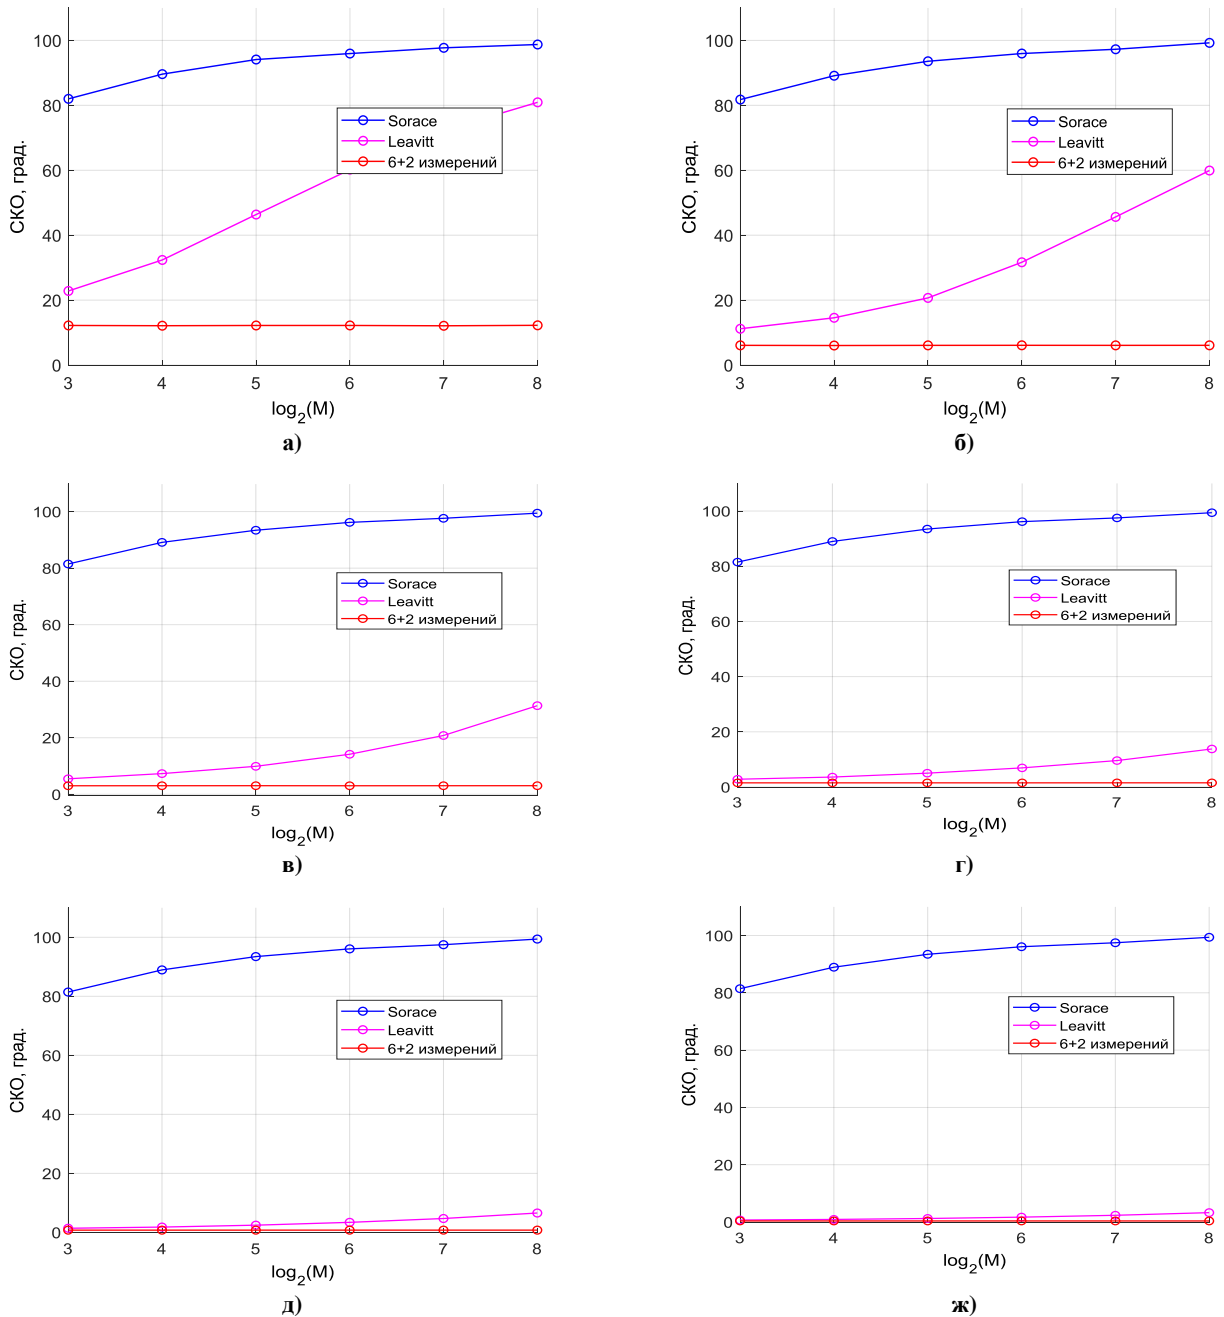 100
80
60
40
20
0
СКО, град.
Sorace
Leavitt
6+2 измерений
3 4 5 6 7 8
log2(M)
а)
100
80
60
40
20
0
СКО, град.
Sorace
Leavitt
6+2 измерений
3 4 5 6 7 8
log2(M)
б)
100
80
60
40
20
0
СКО, град.
Sorace
Leavitt
6+2 измерений
3 4 5 6 7 8
log2(M)
в)
100
80
60
40
20
0
СКО, град.
Sorace
Leavitt
6+2 измерений
3 4 5 6 7 8
log2(M)
г)
100
80
60
40
20
0
СКО, град.
Sorace
Leavitt
6+2 измерений
3 4 5 6 7 8
log2(M)
д)
100
80
60
40
20
0
СКО, град.
Sorace
Leavitt
6+2 измерений
3 4 5 6 7 8
log2(M)
ж)